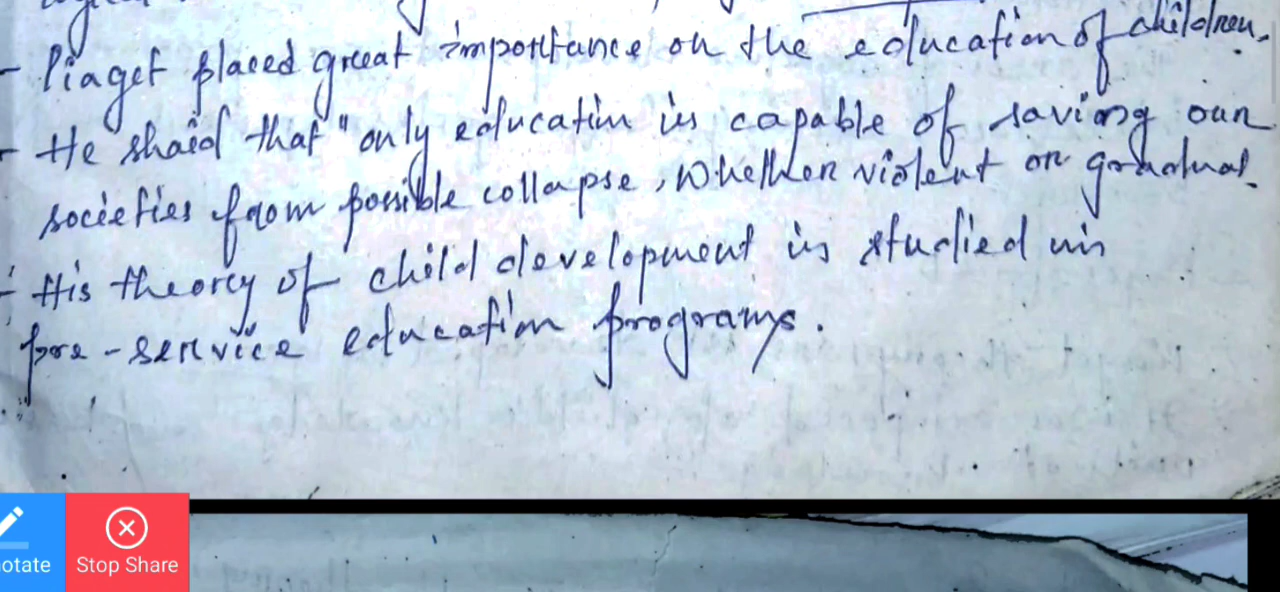 - Piaget placed great importance on the education of children.
- He shaid that "only education is capable of saving our
societies from possible collapse, whether violent or gradual.
- His theory of child development is studied in
pre-service education programs.
otate
Stop Share